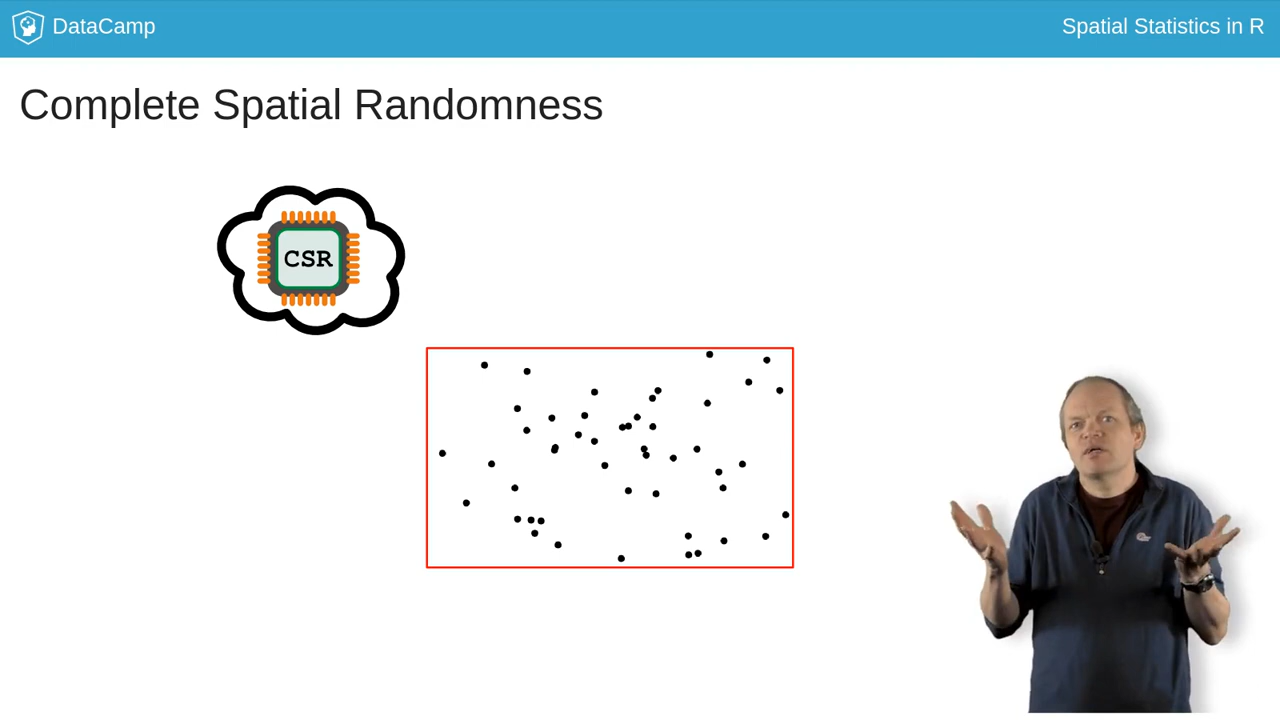 DataCamp
Spatial Statistics in R
Complete Spatial Randomness
CSR